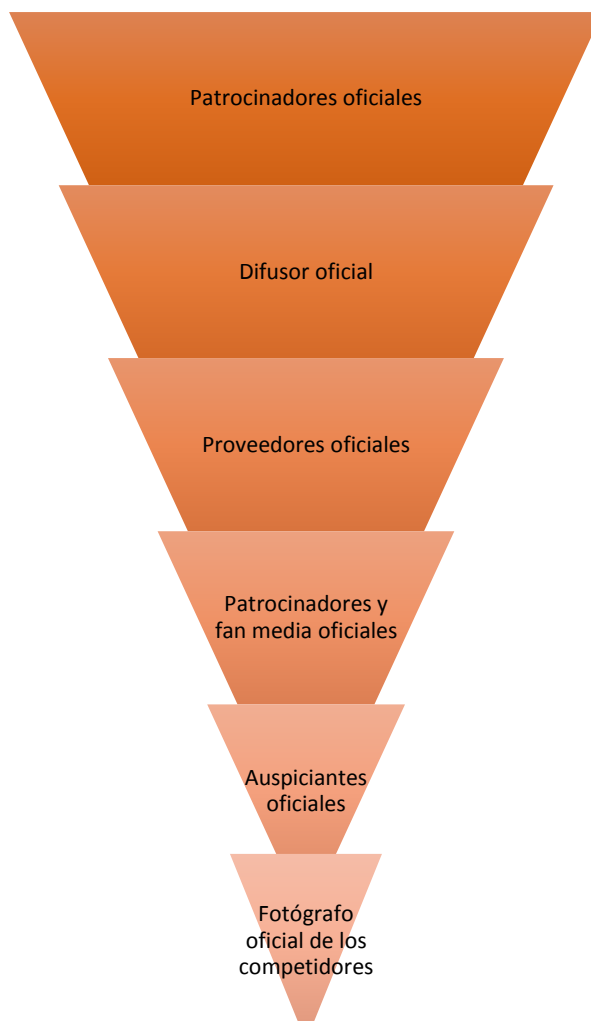 Patrocinadores oficiales
Difusor oficial
Proveedores oficiales
Patrocinadores y
fan media oficiales
Auspiciantes
oficiales
Fotógrafo
oficial de los
competidores